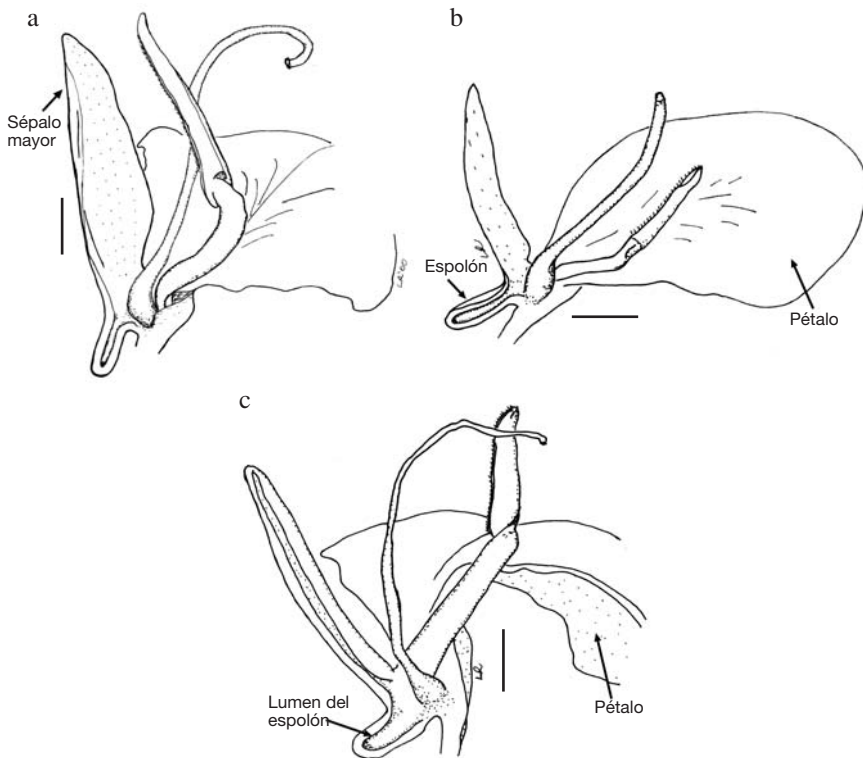 a
Sépalo
mayor
b
Espolón
Pétalo
c
Lumen del
espolón
Pétalo